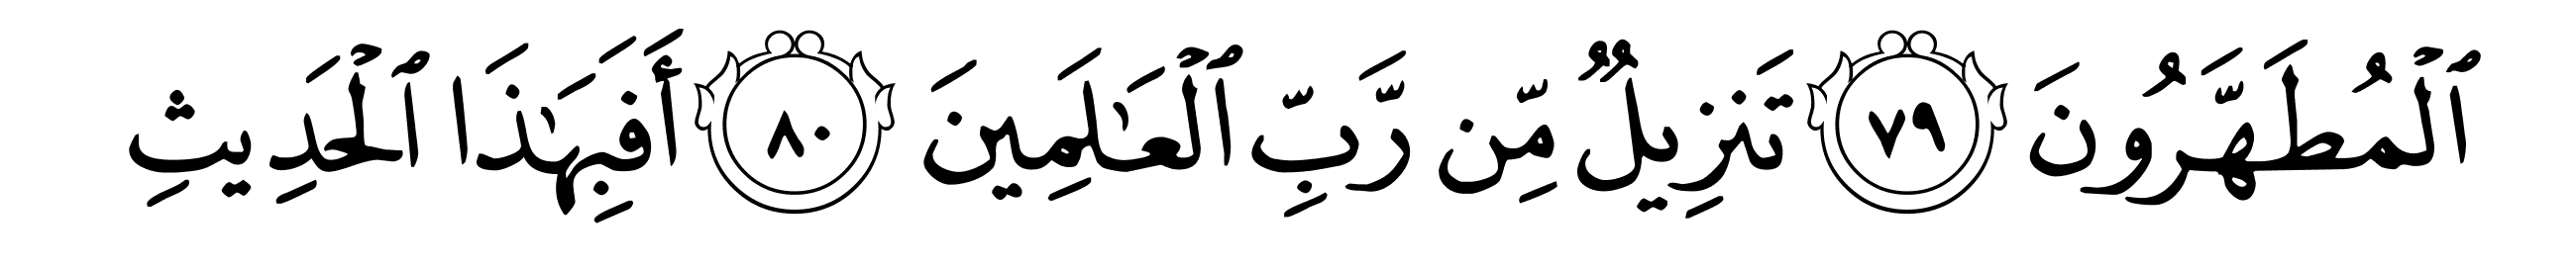 ٱلْمُطَهَّرُونَ ٧٩ تَنزِيلٌ مِّن رَّبِّ ٱلْعَٰلَمِينَ ٨٠ أَفَبِهَٰذَا ٱلْحَدِيثِ